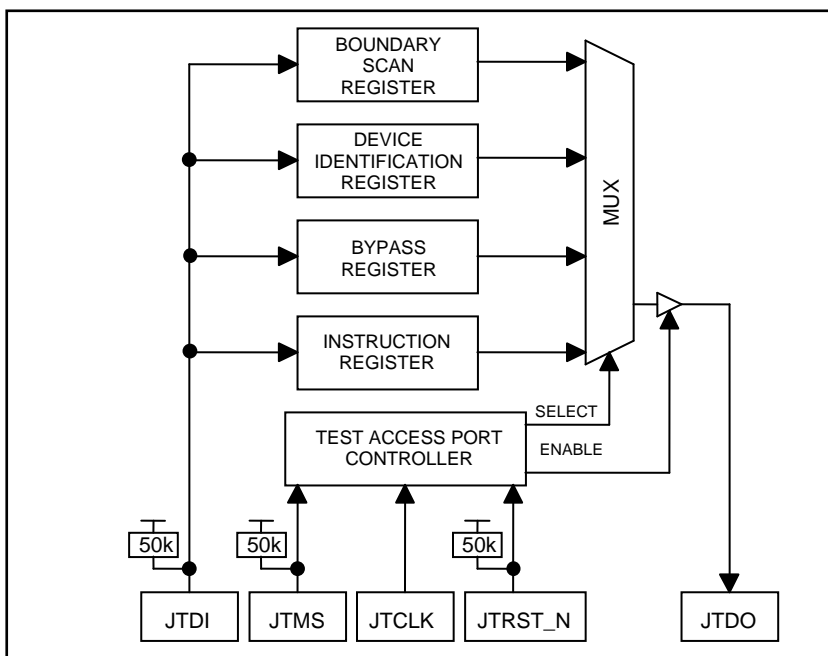 BOUNDARY
SCAN
REGISTER
DEVICE
IDENTIFICATION
REGISTER
BYPASS
REGISTER
INSTRUCTION
REGISTER
MUX
SELECT
TEST ACCESS PORT
CONTROLLER
ENABLE
50k
50k
50k
JTDI
JTMS
JTCLK
JTRST_N
JTDO